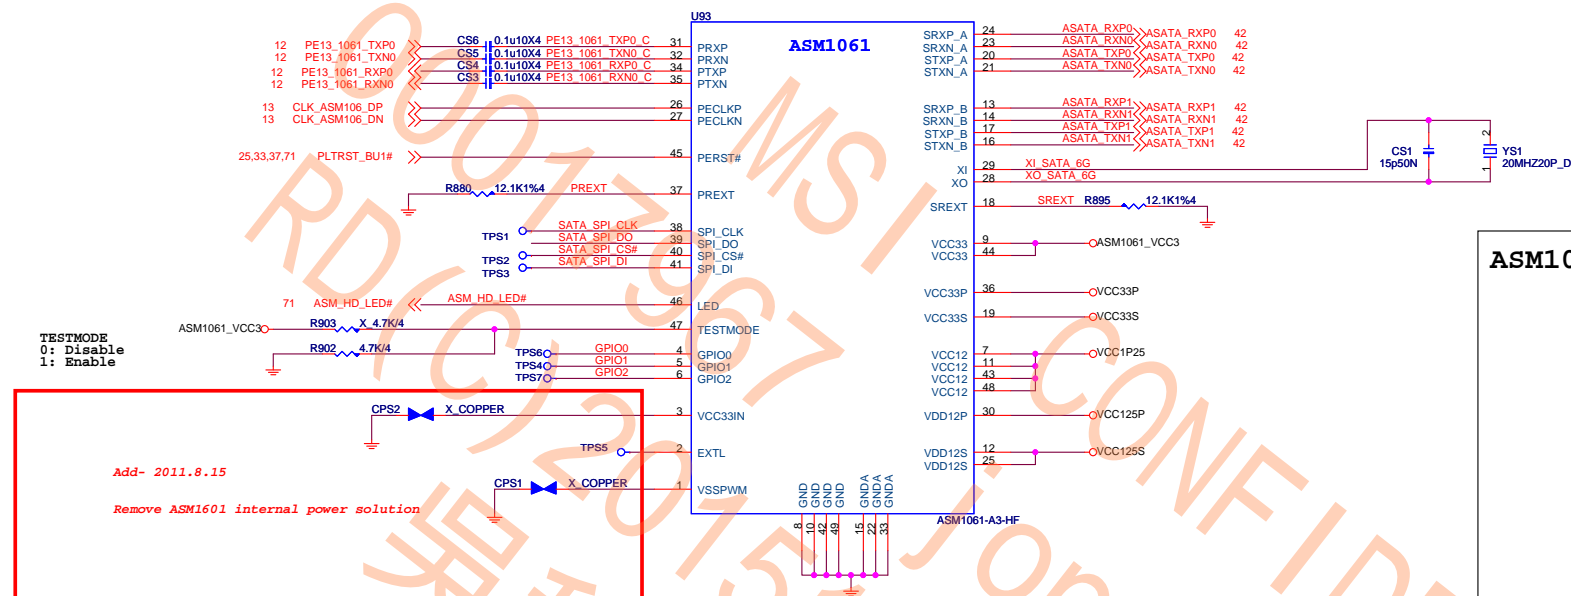 U93
ASM1061
12 PE13_1061_TXP0 CS6 0.1u10X4 PE13_1061_TXP0_C 31 PRXP
12 PE13_1061_TXN0 CS5 0.1u10X4 PE13_1061_TXN0_C 32 PRXN
12 PE13_1061_RXP0 CS4 0.1u10X4 PE13_1061_RXP0_C 34 PTXP
12 PE13_1061_RXN0 CS3 0.1u10X4 PE13_1061_RXN0_C 35 PTXN
13 CLK_ASM106_DP 26 PECLKP
13 CLK_ASM106_DN 27 PECLKN
25,33,37,71 PLTRST_BU1# 45 PERST#
R880 12.1K1%4 PREXT 37 PREXT
TPS1 SATA_SPI_CLK 38 SPI_CLK
SATA_SPI_DO 39 SPI_DO
TPS2 SATA_SPI_CS# 40 SPI_CS#
TPS3 SATA_SPI_DI 41 SPI_DI
71 ASM_HD_LED# ASM_HD_LED# 46 LED
ASM1061_VCC3 R903 X_4.7K/4 47 TESTMODE
R902 4.7K/4
TESTMODE
0: Disable
1: Enable
TPS6 GPIO0 4 GPIO0
TPS4 GPIO1 5 GPIO1
TPS7 GPIO2 6 GPIO2
CPS2 X_COPPER 3 VCC33IN
TPS5 2 EXTL
CPS1 X_COPPER 1 VSSPWM
Add- 2011.8.15
Remove ASM1601 internal power solution
SRXP_A 24 ASATA_RXP0 ASATA_RXP0 42
SRXN_A 23 ASATA_RXN0 ASATA_RXN0 42
STXP_A 20 ASATA_TXP0 ASATA_TXP0 42
STXN_A 21 ASATA_TXN0 ASATA_TXN0 42
SRXP_B 13 ASATA_RXP1 ASATA_RXP1 42
SRXN_B 14 ASATA_RXN1 ASATA_RXN1 42
STXP_B 17 ASATA_TXP1 ASATA_TXP1 42
STXN_B 16 ASATA_TXN1 ASATA_TXN1 42
XI 29 XI_SATA_6G
XO 28 XO_SATA_6G
CS1
15p50N
2
1
YS1
20MHZ20P_D
SREXT 18 SREXT R895 12.1K1%4
VCC33 9 ASM1061_VCC3
VCC33 44
VCC33P 36 VCC33P
VCC33S 19 VCC33S
VCC12 7 VCC1P25
VCC12 11
VCC12 43
VCC12 48
VDD12P 30 VCC125P
VDD12S 12 VCC125S
VDD12S 25
GND GND GND GND GNDA GNDA GNDA
8 10 42 49 15 22 33
ASM1061-A3-HF
ASM10
00017967
MSI CONFID
RD(C)2015
jon